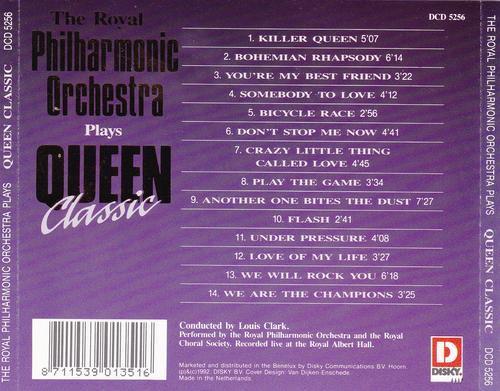 THE ROYAL PHILHARMONIC ORCHESTRA PLAYS QUEEN CLASSIC DCD 5256
The Royal
Philharmonic
Orchestra
Plays
QUEEN
Classic
DCD 5256
1. KILLER QUEEN 5'07
2. BOHEMIAN RHAPSODY 6'14
3. YOU'RE MY BEST FRIEND 3'22
4. SOMEBODY TO LOVE 4'12
5. BICYCLE RACE 2'56
6. DON'T STOP ME NOW 4'41
7. CRAZY LITTLE THING
CALLED LOVE 4'45
8. PLAY THE GAME 3'34
9. ANOTHER ONE BITES THE DUST 7'27
10. FLASH 2'41
11. UNDER PRESSURE 4'08
12. LOVE OF MY LIFE 3'27
13. WE WILL ROCK YOU 6'18
14. WE ARE THE CHAMPIONS 3'25
Conducted by Louis Clark.
Performed by the Royal Philharmonic Orchestra and the Royal
Choral Society. Recorded live at the Royal Albert Hall.
Marketed and distributed in the Benelux by Disky Communications B.V. Hoorn
(p)&(c)1992. DISKY B.V. Cover Design: Van Dijken Enschede
Made in the Netherlands.
8 711539 013516
D
DISKY
THE ROYAL PHILHARMONIC ORCHESTRA PLAYS QUEEN CLASSIC DCD 5256